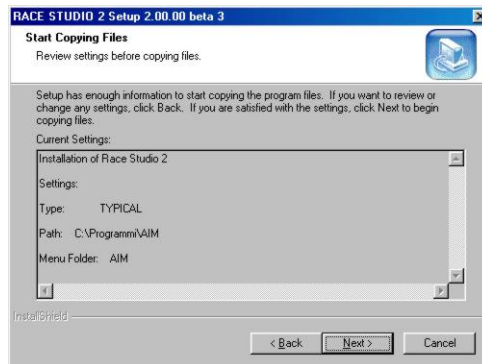 RACE STUDIO 2 Setup 2.00.00 beta 3
Start Copying Files
Review settings before copying files.
Setup has enough information to start copying the program files. If you want to review or
change any settings, click Back. If you are satisfied with the settings, click Next to begin
copying files.
Current Settings:
Installation of Race Studio 2
Settings:
Type: TYPICAL
Path: C:\Programmi\AIM
Menu Folder: AIM
InstallShield
< Back Next > Cancel